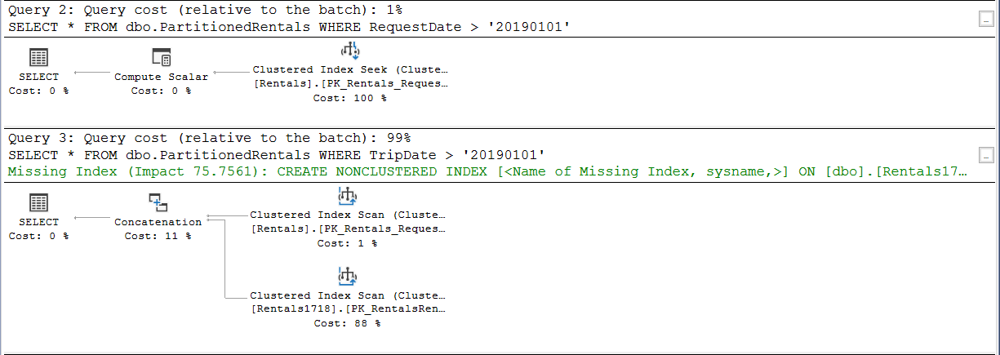 Query 2: Query cost (relative to the batch): 1%
SELECT * FROM dbo.PartitionedRentals WHERE RequestDate > '20190101'
SELECT
Cost: 0 %
Compute Scalar
Cost: 0 %
Clustered Index Seek (Cluste…
[Rentals].[PK_Rentals_Reques…
Cost: 100 %
Query 3: Query cost (relative to the batch): 99%
SELECT * FROM dbo.PartitionedRentals WHERE TripDate > '20190101'
Missing Index (Impact 75.7561): CREATE NONCLUSTERED INDEX [<Name of Missing Index, sysname,>] ON [dbo].[Rentals17…
SELECT
Cost: 0 %
Concatenation
Cost: 11 %
Clustered Index Scan (Cluste…
[Rentals].[PK_Rentals_Reques…
Cost: 1 %
Clustered Index Scan (Cluste…
[Rentals1718].[PK_RentalsRen…
Cost: 88 %